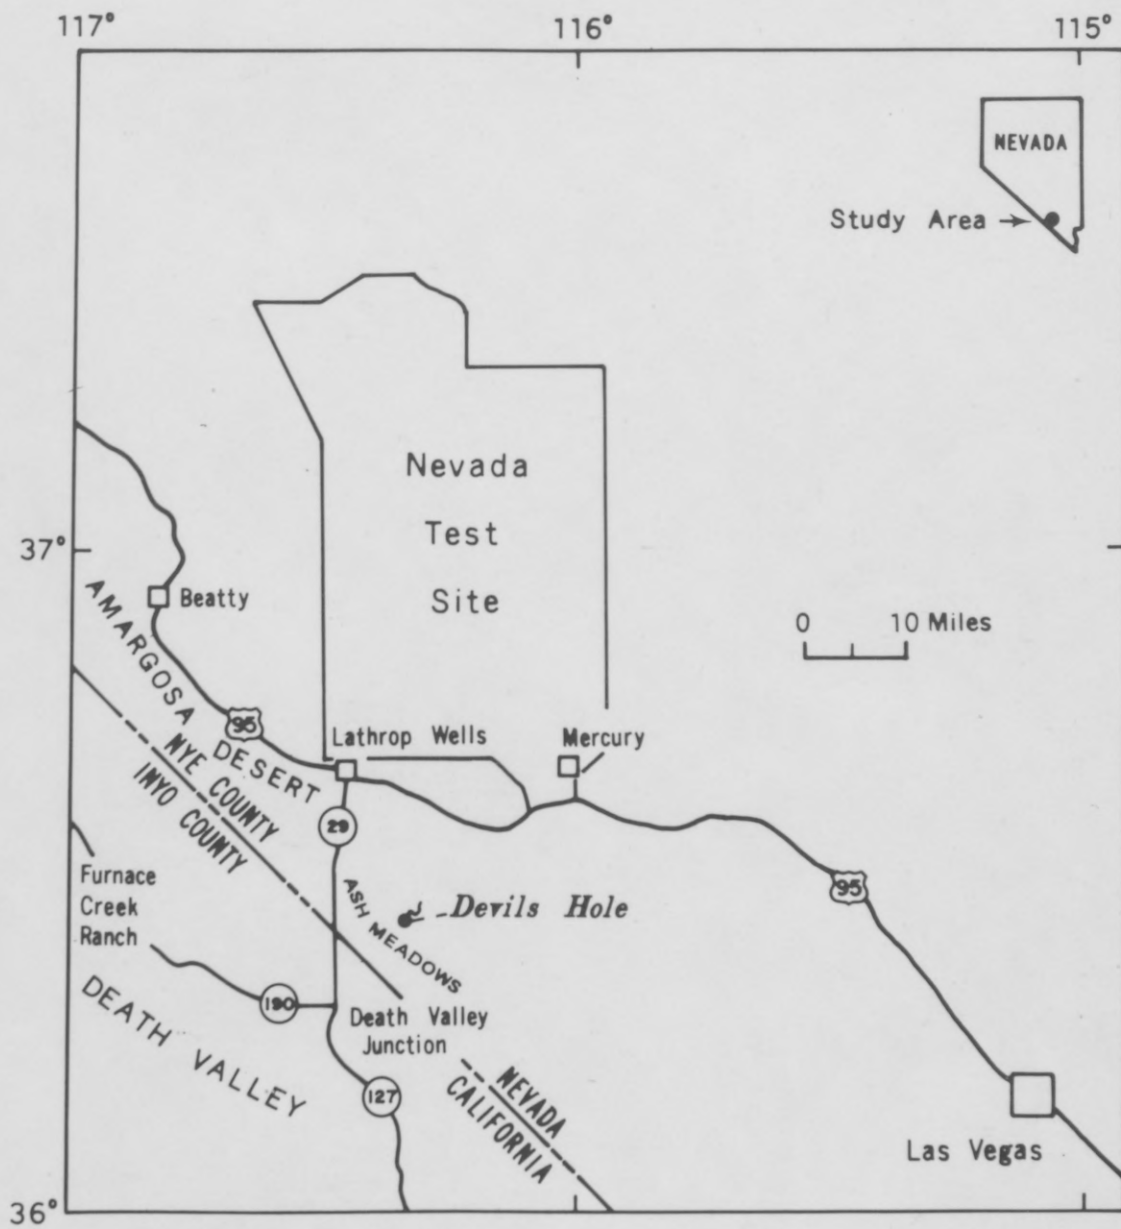 117°
116°
115°
NEVADA
Study Area
Nevada
Test
Site
37°
Beatty
AMARGOSA DESERT
0 10 Miles
95
Lathrop Wells
Mercury
NYE COUNTY
INYO COUNTY
29
95
Furnace
Creek
Ranch
ASH MEADOWS
Devils Hole
190
Death Valley
Junction
DEATH VALLEY
127
NEVADA
CALIFORNIA
Las Vegas
36°